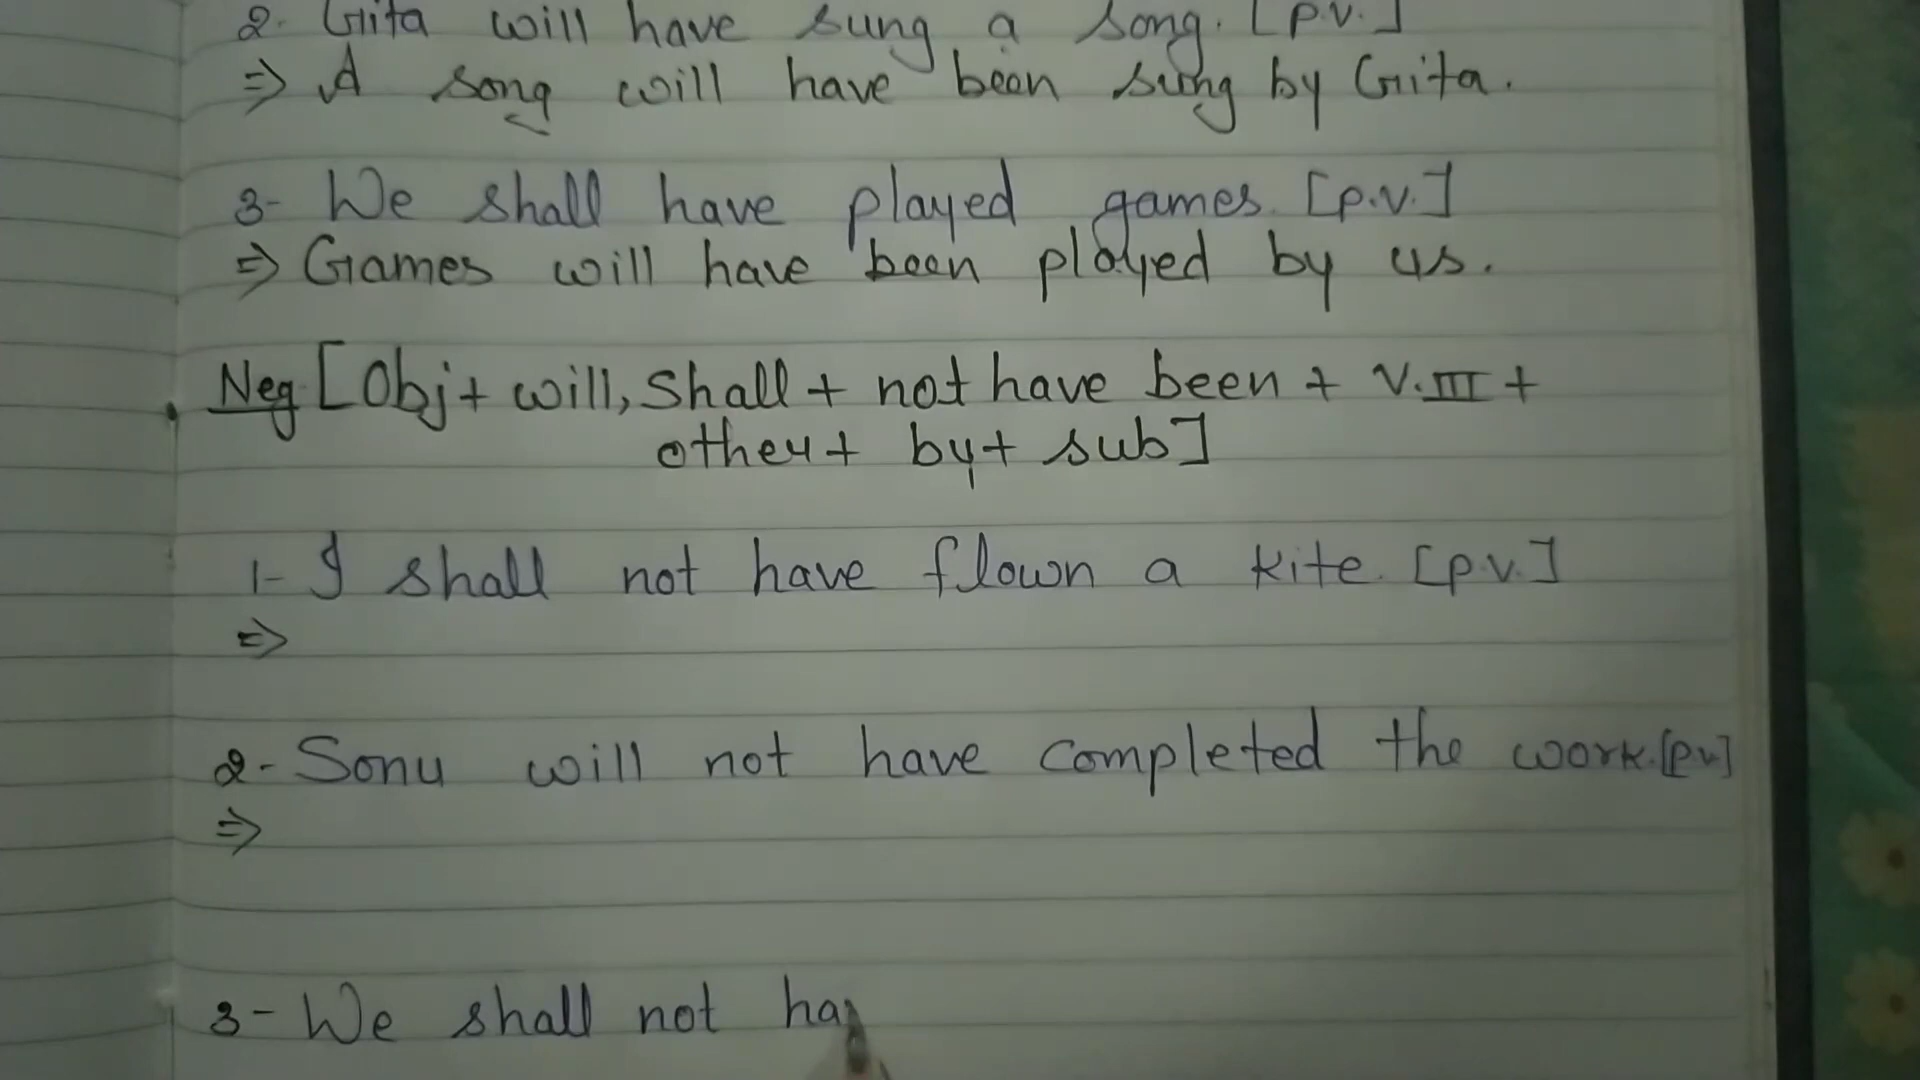 2- Gita will have sung a song. [p.v.]
=> A song will have been sung by Gita.
3- We shall have played games. [p.v.]
=> Games will have been played by us.
Neg [Obj + will, Shall + not have been + V.III +
other + by + sub]
1- I shall not have flown a kite. [p.v.]
=>
2- Sonu will not have completed the work. [p.v]
=>
3- We shall not ha